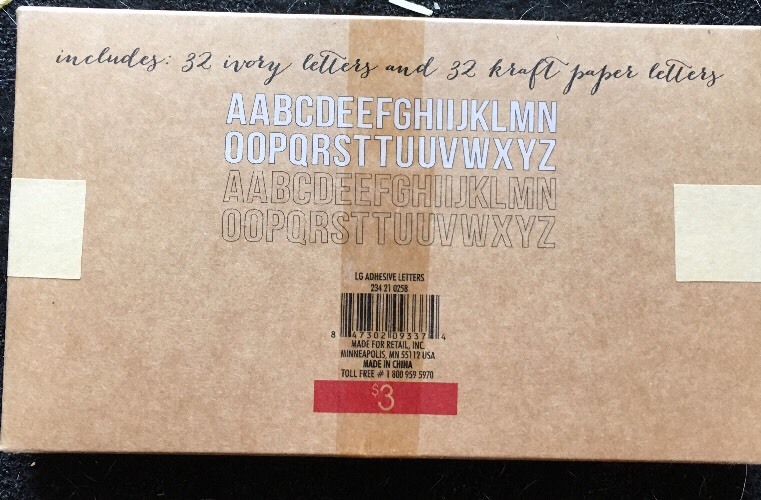 includes: 32 ivory letters and 32 kraft paper letters
AABCDEEFGHIIJKLMN
OOPQRSTTUUVWXYZ
AABCDEEFGHIIJKLMN
OOPQRSTTUUVWXYZ
LG ADHESIVE LETTERS
234 21 0258
8 47302 09337 4
MADE FOR RETAIL, INC.
MINNEAPOLIS, MN 55112 USA
MADE IN CHINA
TOLL FREE # 1 800 959 5970
$3